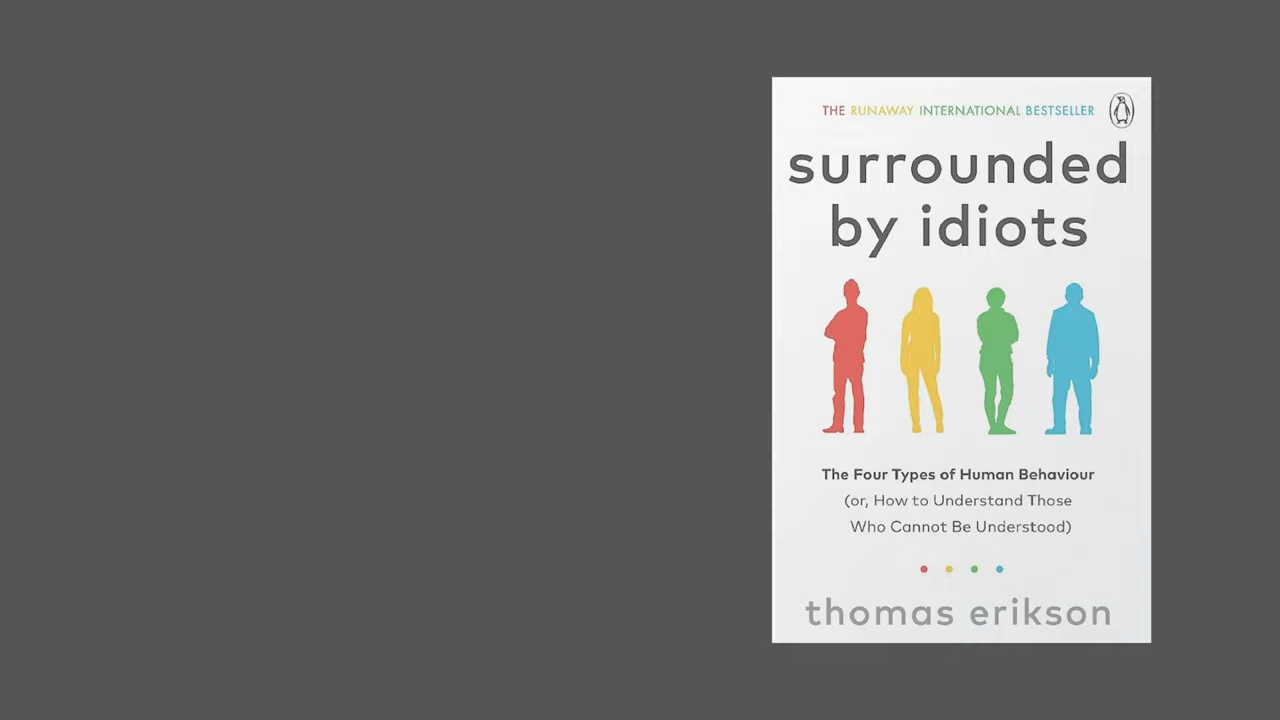 THE RUNAWAY INTERNATIONAL BESTSELLER
surrounded
by idiots
The Four Types of Human Behaviour
(or, How to Understand Those
Who Cannot Be Understood)
thomas erikson